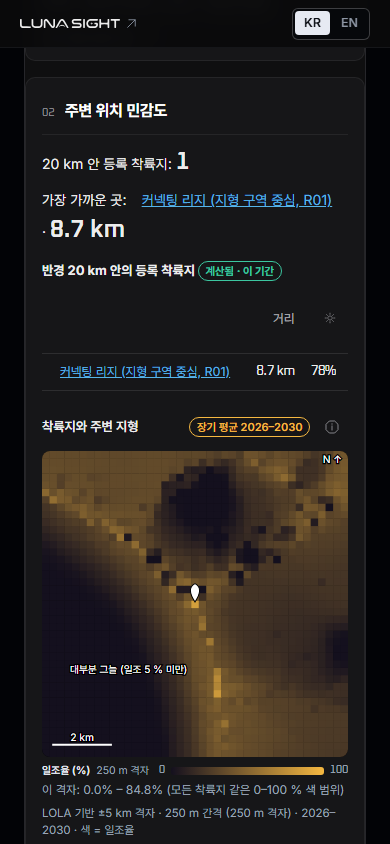 LUNA SIGHT ↗
KR EN
02 주변 위치 민감도
20 km 안 등록 착륙지: 1
가장 가까운 곳: 커넥팅 리지 (지형 구역 중심, R01)
· 8.7 km
반경 20 km 안의 등록 착륙지 계산됨 · 이 기간
거리
커넥팅 리지 (지형 구역 중심, R01) 8.7 km 78%
착륙지와 주변 지형 장기 평균 2026–2030
N ↑
대부분 그늘 (일조 5 % 미만)
2 km
일조율 (%) 250 m 격자 0 100
이 격자: 0.0% – 84.8% (모든 착륙지 같은 0–100 % 색 범위)
LOLA 기반 ±5 km 격자 · 250 m 간격 (250 m 격자) · 2026–
2030 · 색 = 일조율